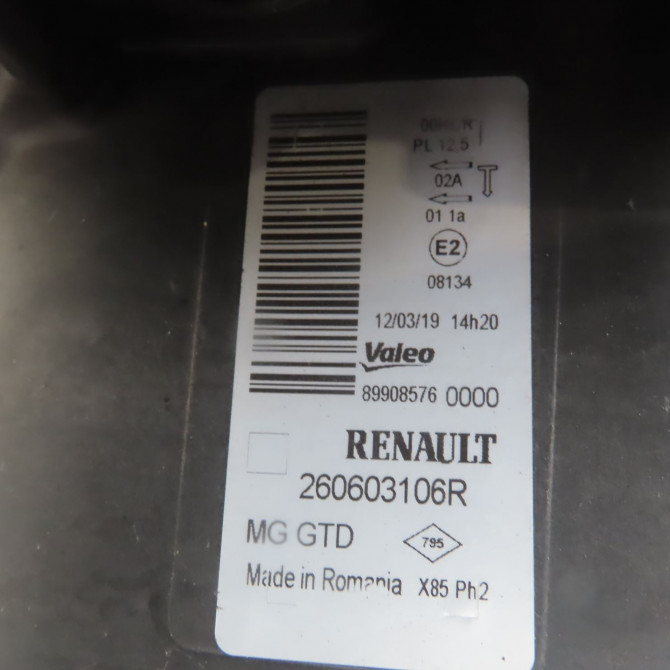 PL 12.5
02A
01 1a
E2
08134
12/03/19 14h20
Valeo
89908576 0000
RENAULT
260603106R
MG GTD 795
Made in Romania X85 Ph2